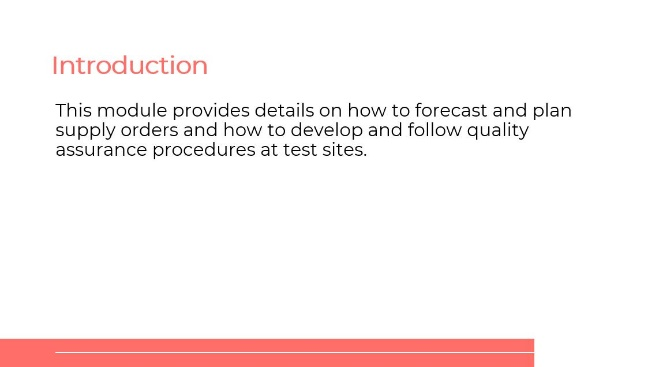 Introduction
This module provides details on how to forecast and plan
supply orders and how to develop and follow quality
assurance procedures at test sites.